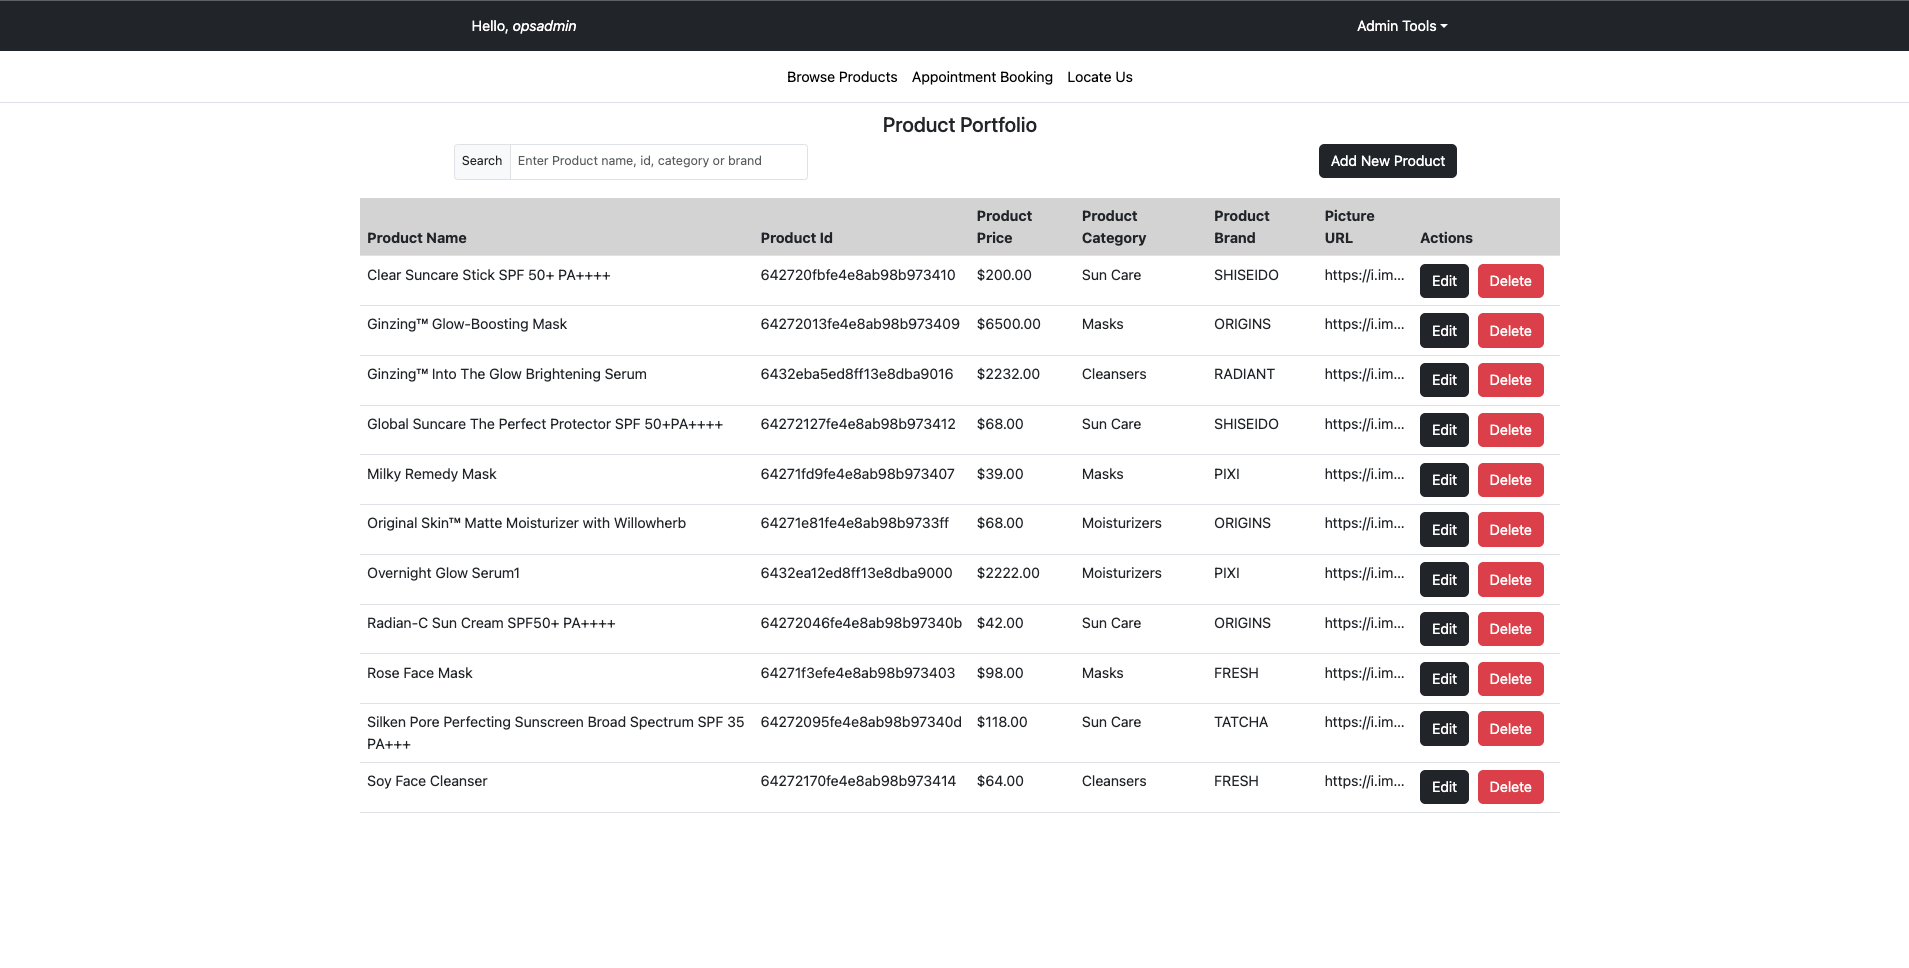 Hello, opsadmin Admin Tools
Browse Products Appointment Booking Locate Us
Product Portfolio
Search Enter Product name, id, category or brand Add New Product
Product Name Product Id Product Price Product Category Product Brand Picture URL Actions
Clear Suncare Stick SPF 50+ PA++++ 642720fbfe4e8ab98b973410 $200.00 Sun Care SHISEIDO https://i.im... Edit Delete
Ginzing™ Glow-Boosting Mask 64272013fe4e8ab98b973409 $6500.00 Masks ORIGINS https://i.im... Edit Delete
Ginzing™ Into The Glow Brightening Serum 6432eba5ed8ff13e8dba9016 $2232.00 Cleansers RADIANT https://i.im... Edit Delete
Global Suncare The Perfect Protector SPF 50+PA++++ 64272127fe4e8ab98b973412 $68.00 Sun Care SHISEIDO https://i.im... Edit Delete
Milky Remedy Mask 64271fd9fe4e8ab98b973407 $39.00 Masks PIXI https://i.im... Edit Delete
Original Skin™ Matte Moisturizer with Willowherb 64271e81fe4e8ab98b9733ff $68.00 Moisturizers ORIGINS https://i.im... Edit Delete
Overnight Glow Serum1 6432ea12ed8ff13e8dba9000 $2222.00 Moisturizers PIXI https://i.im... Edit Delete
Radian-C Sun Cream SPF50+ PA++++ 64272046fe4e8ab98b97340b $42.00 Sun Care ORIGINS https://i.im... Edit Delete
Rose Face Mask 64271f3efe4e8ab98b973403 $98.00 Masks FRESH https://i.im... Edit Delete
Silken Pore Perfecting Sunscreen Broad Spectrum SPF 35 64272095fe4e8ab98b97340d $118.00 Sun Care TATCHA https://i.im... Edit Delete
PA+++
Soy Face Cleanser 64272170fe4e8ab98b973414 $64.00 Cleansers FRESH https://i.im... Edit Delete